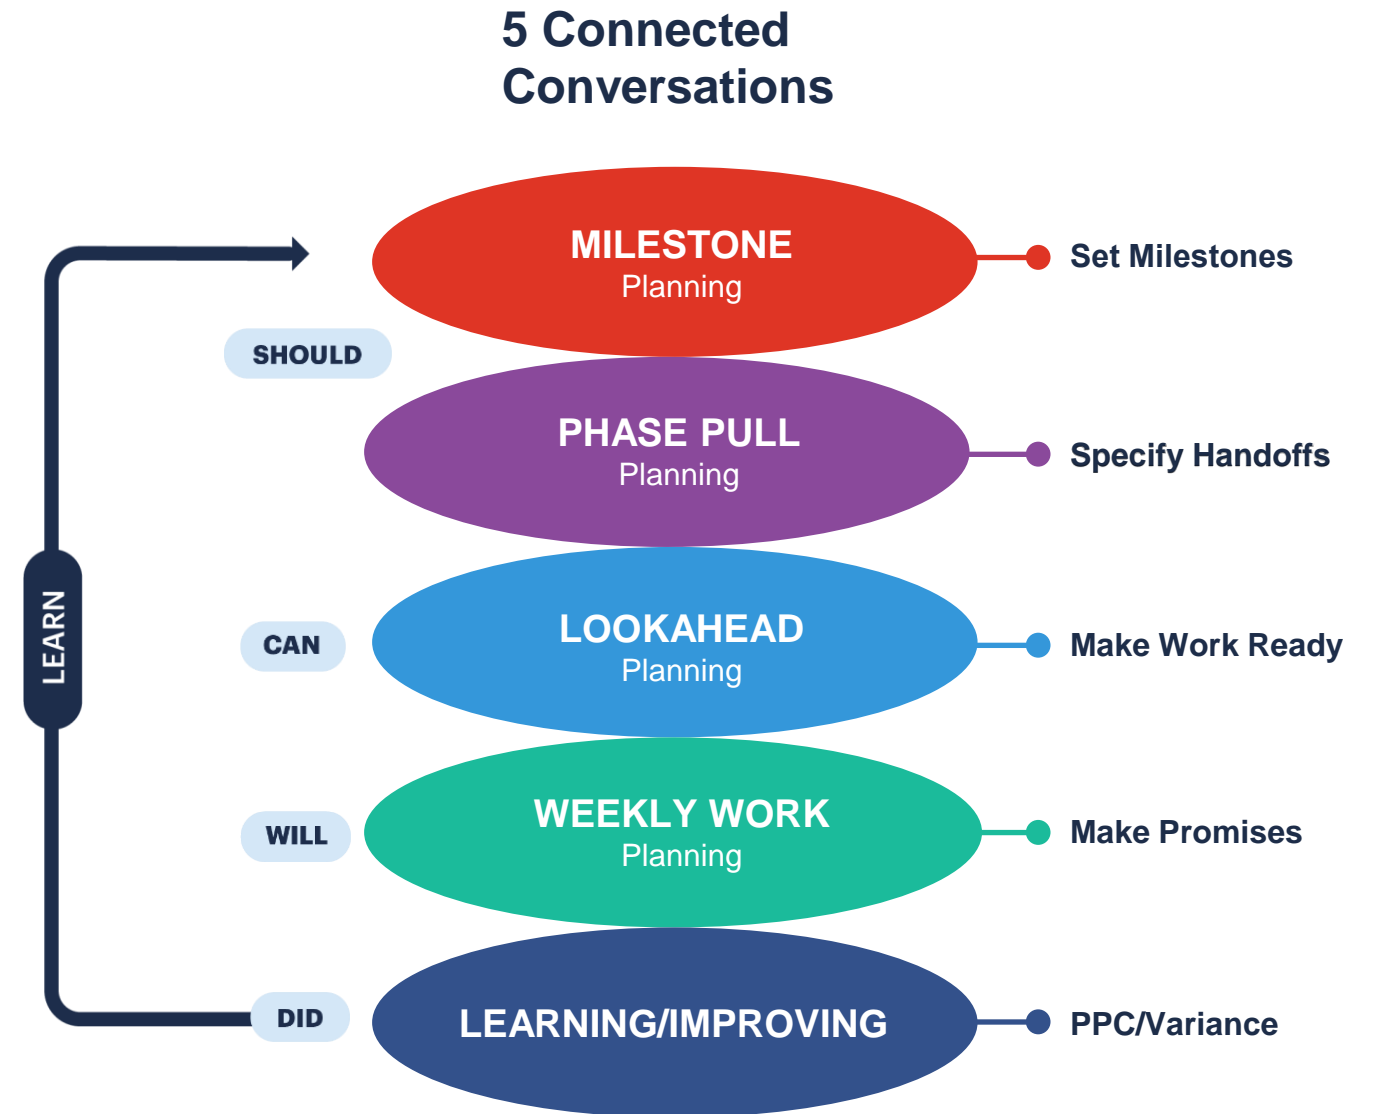 5 Connected
Conversations
MILESTONE
Planning
Set Milestones
SHOULD
PHASE PULL
Planning
Specify Handoffs
LEARN
CAN
LOOKAHEAD
Planning
Make Work Ready
WILL
WEEKLY WORK
Planning
Make Promises
DID
LEARNING/IMPROVING
PPC/Variance